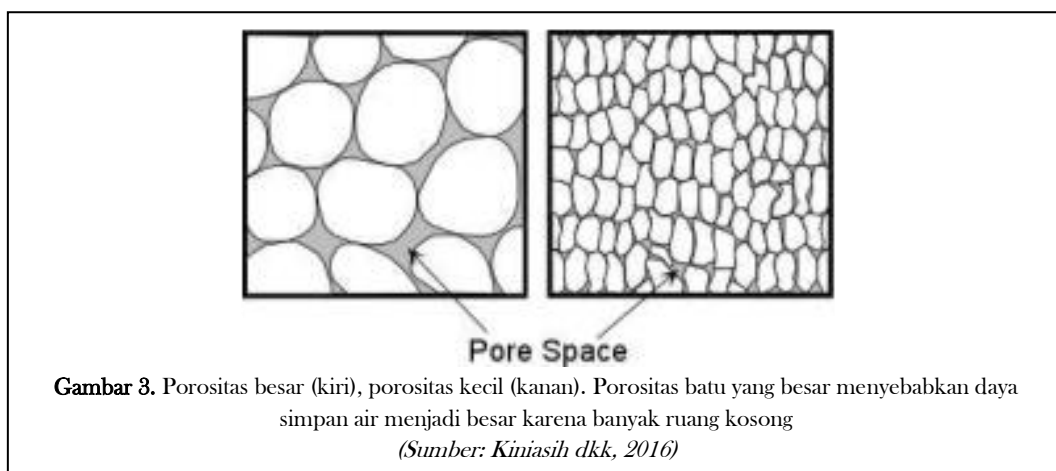 Pore Space
Gambar 3. Porositas besar (kiri), porositas kecil (kanan). Porositas batu yang besar menyebabkan daya
simpan air menjadi besar karena banyak ruang kosong
(Sumber: Kiniasih dkk, 2016)